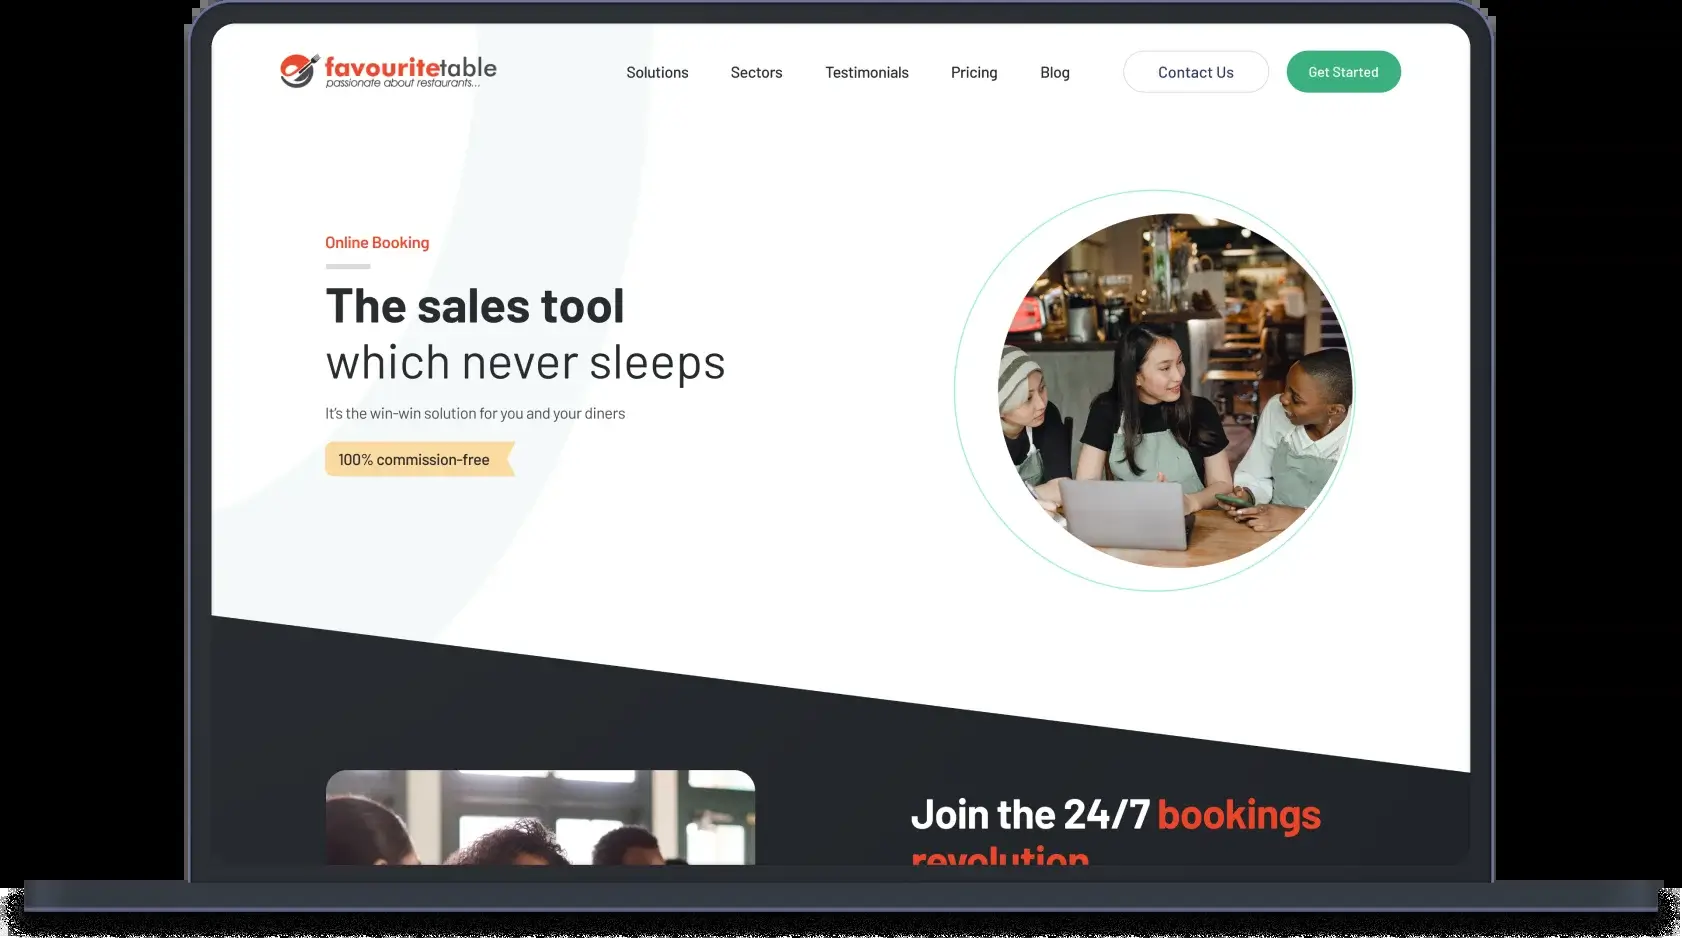 favouritetable
passionate about restaurants...
Solutions
Sectors
Testimonials
Pricing
Blog
Contact Us
Get Started
Online Booking
The sales tool
which never sleeps
It's the win-win solution for you and your diners
100% commission-free
Join the 24/7 bookings
revolution